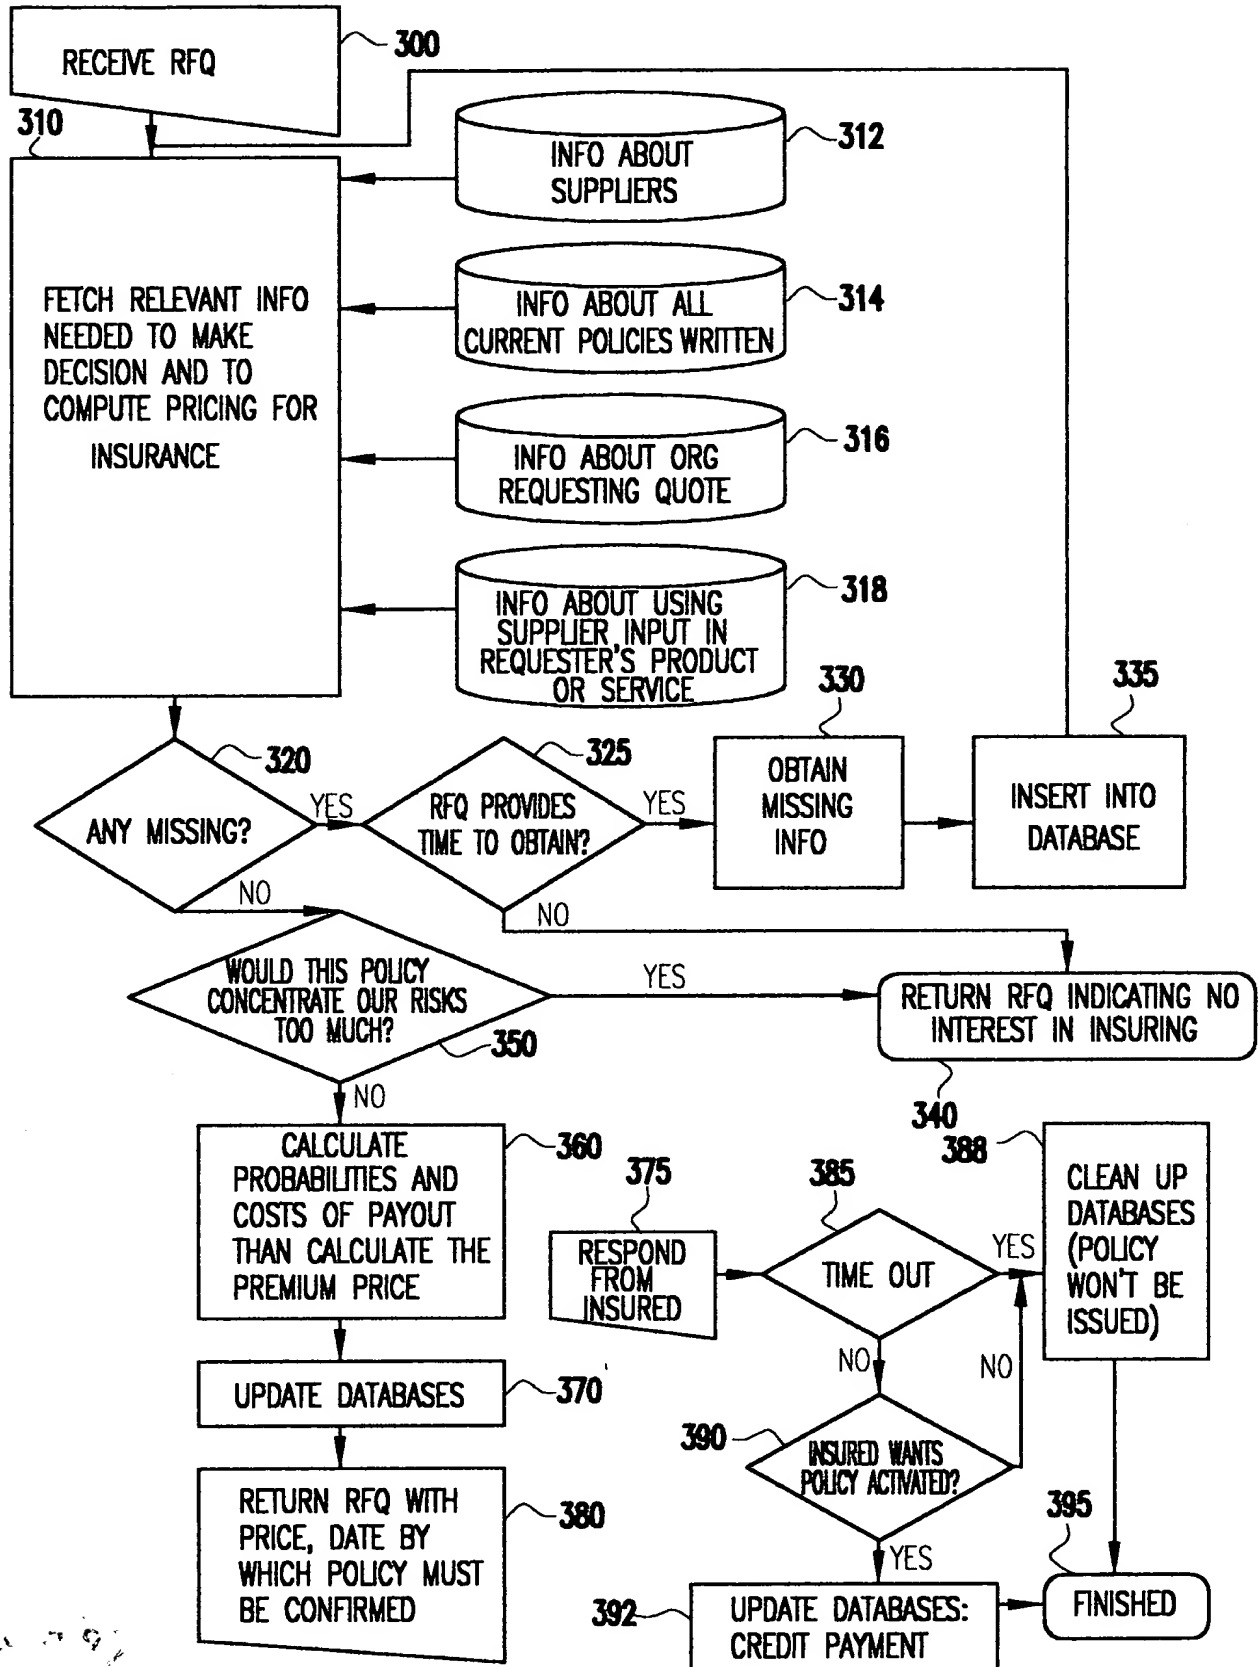 RECEIVE RFQ
300
310
INFO ABOUT
SUPPLIERS
312
FETCH RELEVANT INFO
NEEDED TO MAKE
DECISION AND TO
COMPUTE PRICING FOR
INSURANCE
INFO ABOUT ALL
CURRENT POLICIES WRITTEN
314
INFO ABOUT ORG
REQUESTING QUOTE
316
INFO ABOUT USING
SUPPLIER INPUT IN
REQUESTER'S PRODUCT
OR SERVICE
318
ANY MISSING?
320
YES
NO
RFQ PROVIDES
TIME TO OBTAIN?
325
YES
NO
330
OBTAIN
MISSING
INFO
335
INSERT INTO
DATABASE
WOULD THIS POLICY
CONCENTRATE OUR RISKS
TOO MUCH?
350
YES
NO
RETURN RFQ INDICATING NO
INTEREST IN INSURING
340
CALCULATE
PROBABILITIES AND
COSTS OF PAYOUT
THAN CALCULATE THE
PREMIUM PRICE
360
UPDATE DATABASES
370
RETURN RFQ WITH
PRICE, DATE BY
WHICH POLICY MUST
BE CONFIRMED
380
375
RESPOND
FROM
INSURED
385
TIME OUT
YES
NO
388
CLEAN UP
DATABASES
(POLICY
WON'T BE
ISSUED)
390
INSURED WANTS
POLICY ACTIVATED?
NO
YES
392
UPDATE DATABASES:
CREDIT PAYMENT
395
FINISHED